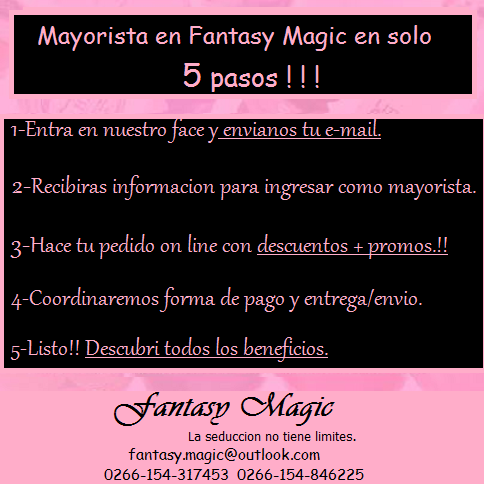 Mayorista en Fantasy Magic en solo
5 pasos ! ! !
1-Entra en nuestro face y envianos tu e-mail.
2-Recibiras informacion para ingresar como mayorista.
3-Hace tu pedido on line con descuentos + promos.!!
4-Coordinaremos forma de pago y entrega/envio.
5-Listo!! Descubri todos los beneficios.
Fantasy Magic
La seduccion no tiene limites.
fantasy.magic@outlook.com
0266-154-317453 0266-154-846225